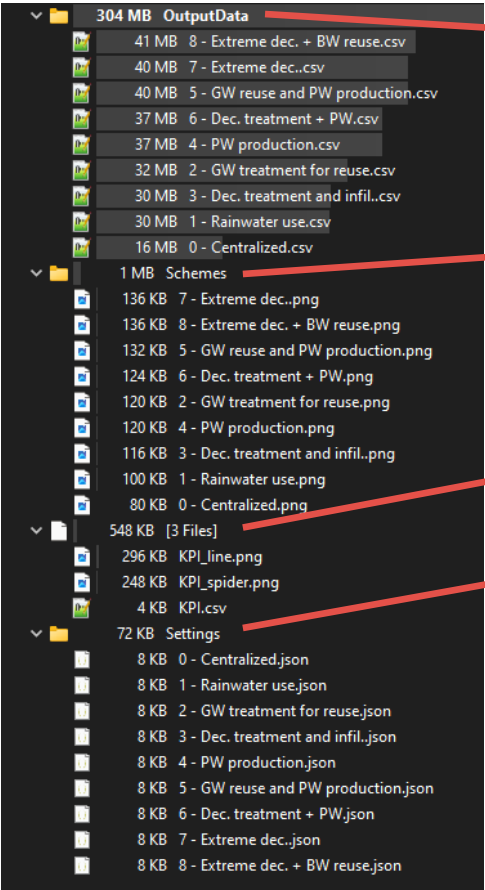 304 MB OutputData
41 MB 8 - Extreme dec. + BW reuse.csv
40 MB 7 - Extreme dec..csv
40 MB 5 - GW reuse and PW production.csv
37 MB 6 - Dec. treatment + PW.csv
37 MB 4 - PW production.csv
32 MB 2 - GW treatment for reuse.csv
30 MB 3 - Dec. treatment and infil..csv
30 MB 1 - Rainwater use.csv
16 MB 0 - Centralized.csv
1 MB Schemes
136 KB 7 - Extreme dec..png
136 KB 8 - Extreme dec. + BW reuse.png
132 KB 5 - GW reuse and PW production.png
124 KB 6 - Dec. treatment + PW.png
120 KB 2 - GW treatment for reuse.png
120 KB 4 - PW production.png
116 KB 3 - Dec. treatment and infil..png
100 KB 1 - Rainwater use.png
80 KB 0 - Centralized.png
548 KB [3 Files]
296 KB KPI_line.png
248 KB KPI_spider.png
4 KB KPI.csv
72 KB Settings
8 KB 0 - Centralized.json
8 KB 1 - Rainwater use.json
8 KB 2 - GW treatment for reuse.json
8 KB 3 - Dec. treatment and infil..json
8 KB 4 - PW production.json
8 KB 5 - GW reuse and PW production.json
8 KB 6 - Dec. treatment + PW.json
8 KB 7 - Extreme dec..json
8 KB 8 - Extreme dec. + BW reuse.json